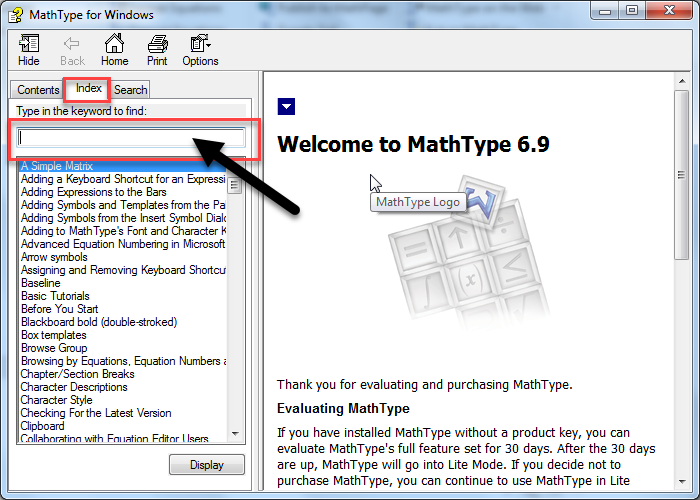 MathType for Windows
Hide Back Home Print Options
Contents Index Search
Type in the keyword to find:
A Simple Matrix
Adding a Keyboard Shortcut for an Expressi
Adding Expressions to the Bars
Adding Symbols and Templates from the Pa
Adding Symbols from the Insert Symbol Dialo
Adding to MathType's Font and Character K
Advanced Equation Numbering in Microsoft
Arrow symbols
Assigning and Removing Keyboard Shortcut
Baseline
Basic Tutorials
Before You Start
Blackboard bold (double-stroked)
Box templates
Browse Group
Browsing by Equations, Equation Numbers a
Chapter/Section Breaks
Character Descriptions
Character Style
Checking For the Latest Version
Clipboard
Collaborating with Equation Editor Users
Display
Welcome to MathType 6.9
MathType Logo
Thank you for evaluating and purchasing MathType.
Evaluating MathType
If you have installed MathType without a product key, you can
evaluate MathType's full feature set for 30 days. After the 30 days
are up, MathType will go into Lite Mode. If you decide not to
purchase MathType, you can continue to use MathType in Lite